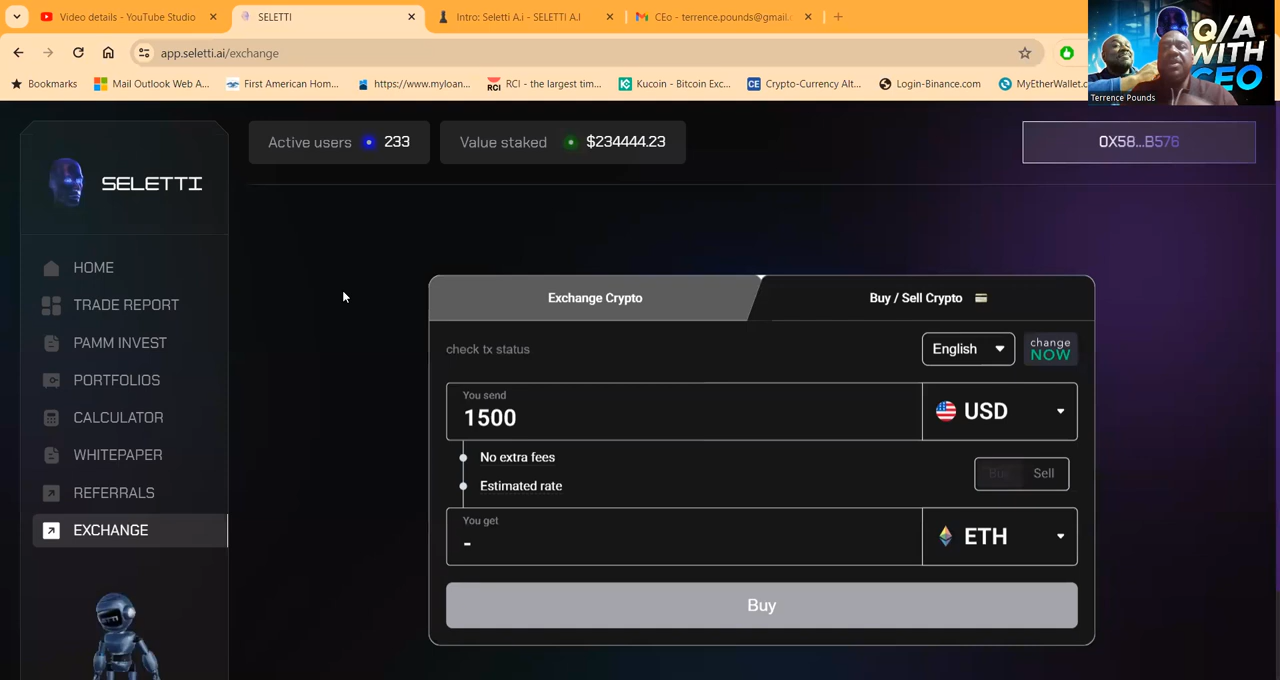 Video details - YouTube Studio
SELETTI
Intro: Seletti A.i - SELETTI A.I
CEo - terrence.pounds@gmail.
app.seletti.ai/exchange
Bookmarks
Mail Outlook Web A...
First American Hom...
https://www.myloan...
RCI
RCI - the largest tim...
Kucoin - Bitcoin Exc...
CE
Crypto-Currency Alt...
Login-Binance.com
MyEtherWallet.c
Q/A
WITH
CEO
Terrence Pounds
SELETTI
Active users 233
Value staked $234444.23
0X58...B576
HOME
TRADE REPORT
PAMM INVEST
PORTFOLIOS
CALCULATOR
WHITEPAPER
REFERRALS
EXCHANGE
Exchange Crypto
Buy / Sell Crypto
check tx status
English
change
NOW
You send
1500
USD
No extra fees
Estimated rate
Buy
Sell
You get
-
ETH
Buy